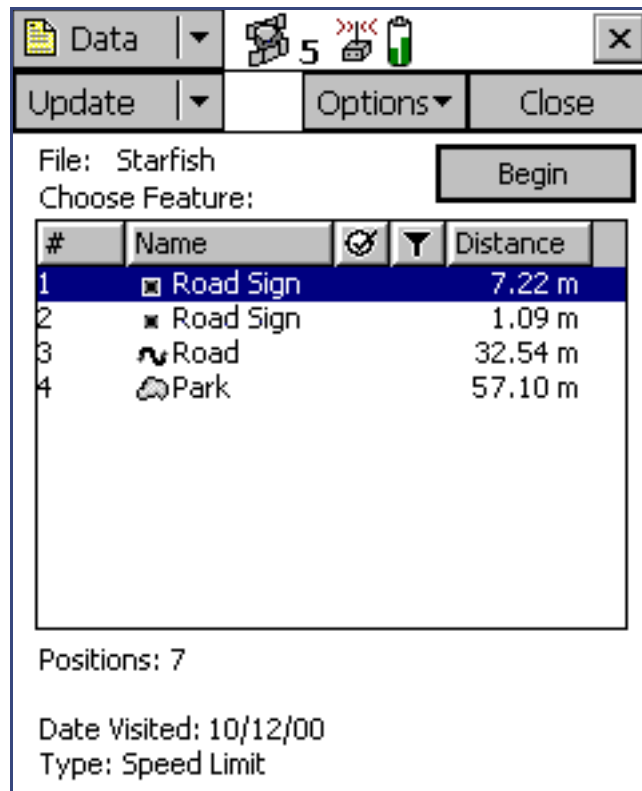 Data 5
Update Options Close
File: Starfish
Begin
Choose Feature:
# Name Distance
1 Road Sign 7.22 m
2 Road Sign 1.09 m
3 Road 32.54 m
4 Park 57.10 m
Positions: 7
Date Visited: 10/12/00
Type: Speed Limit